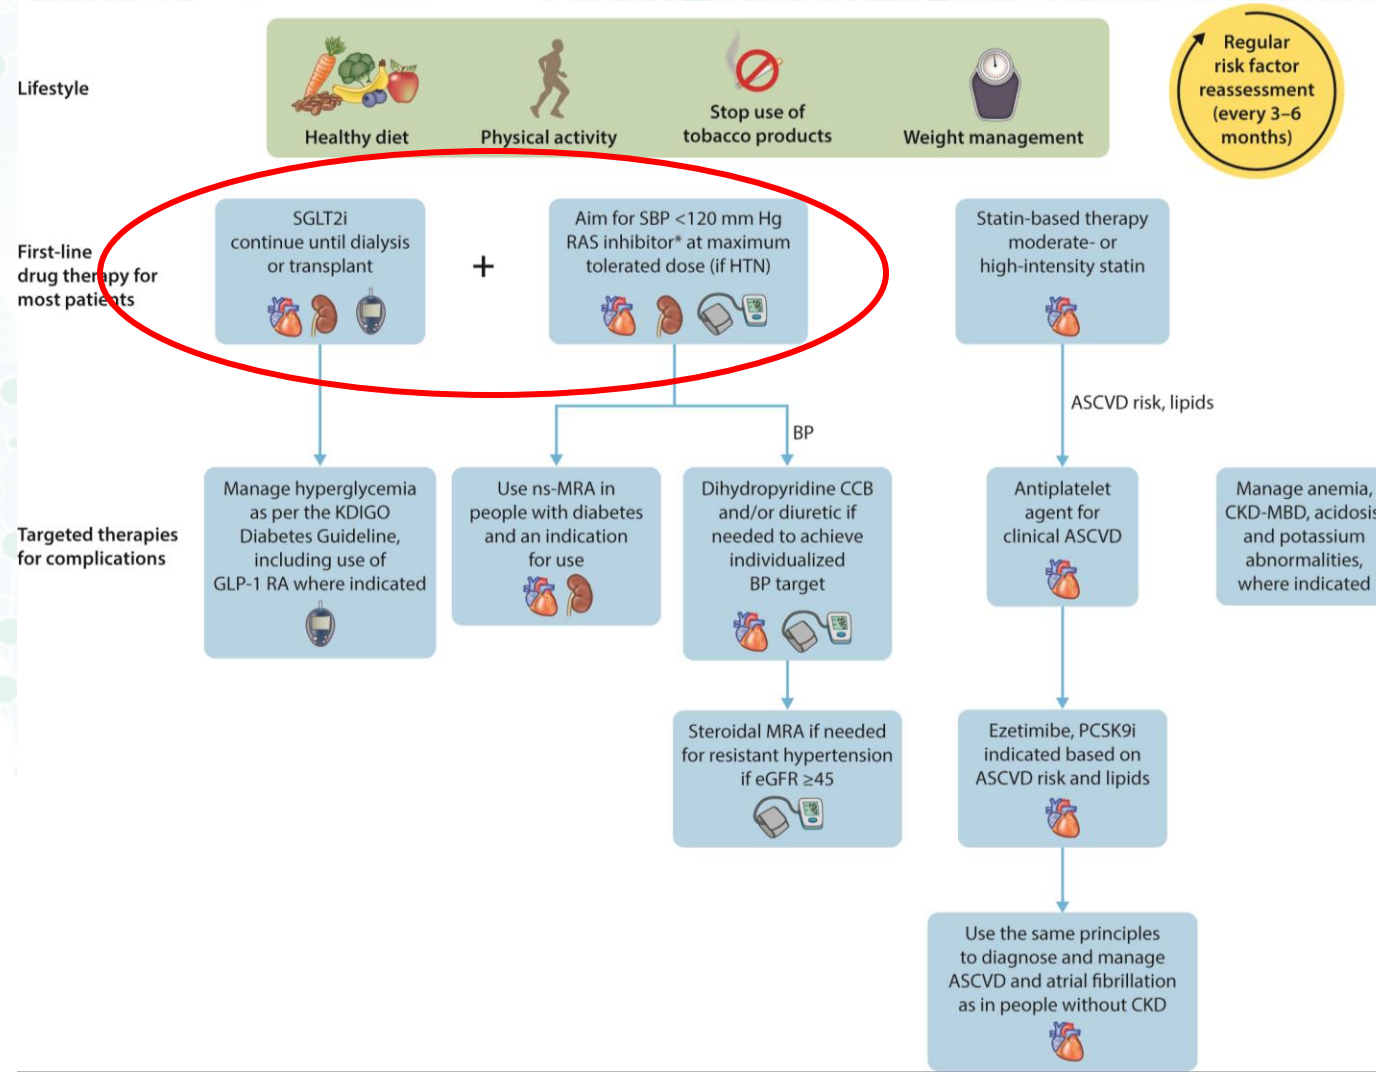 Lifestyle
Healthy diet
Physical activity
Stop use of
tobacco products
Weight management
Regular
risk factor
reassessment
(every 3–6
months)
First-line
drug therapy for
most patients
SGLT2i
continue until dialysis
or transplant
+
Aim for SBP <120 mm Hg
RAS inhibitor* at maximum
tolerated dose (if HTN)
Statin-based therapy
moderate- or
high-intensity statin
ASCVD risk, lipids
BP
Targeted therapies
for complications
Manage hyperglycemia
as per the KDIGO
Diabetes Guideline,
including use of
GLP-1 RA where indicated
Use ns-MRA in
people with diabetes
and an indication
for use
Dihydropyridine CCB
and/or diuretic if
needed to achieve
individualized
BP target
Antiplatelet
agent for
clinical ASCVD
Manage anemia,
CKD-MBD, acidosis
and potassium
abnormalities,
where indicated
Steroidal MRA if needed
for resistant hypertension
if eGFR ≥45
Ezetimibe, PCSK9i
indicated based on
ASCVD risk and lipids
Use the same principles
to diagnose and manage
ASCVD and atrial fibrillation
as in people without CKD